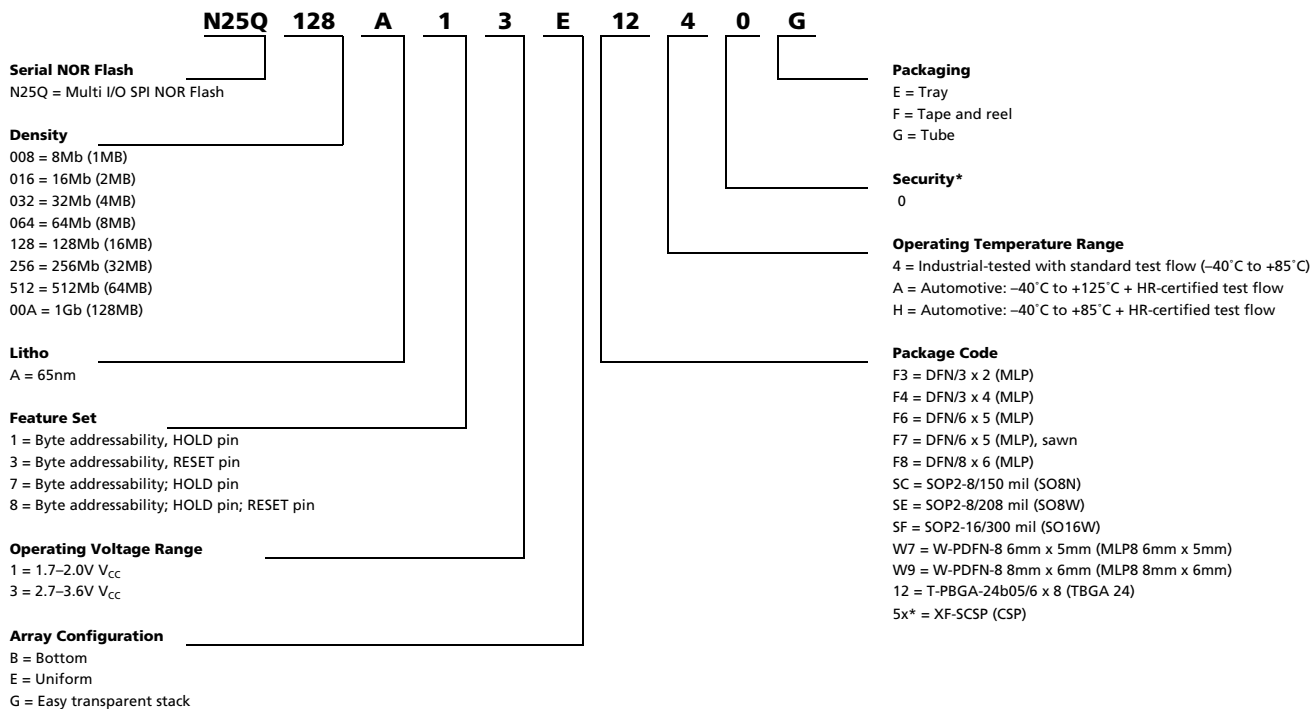 N25Q 128 A 1 3 E 12 4 0 G
Serial NOR Flash
N25Q = Multi I/O SPI NOR Flash
Density
008 = 8Mb (1MB)
016 = 16Mb (2MB)
032 = 32Mb (4MB)
064 = 64Mb (8MB)
128 = 128Mb (16MB)
256 = 256Mb (32MB)
512 = 512Mb (64MB)
00A = 1Gb (128MB)
Litho
A = 65nm
Feature Set
1 = Byte addressability, HOLD pin
3 = Byte addressability, RESET pin
7 = Byte addressability; HOLD pin
8 = Byte addressability; HOLD pin; RESET pin
Operating Voltage Range
1 = 1.7–2.0V VCC
3 = 2.7–3.6V VCC
Array Configuration
B = Bottom
E = Uniform
G = Easy transparent stack
Packaging
E = Tray
F = Tape and reel
G = Tube
Security*
0
Operating Temperature Range
4 = Industrial-tested with standard test flow (–40˚C to +85˚C)
A = Automotive: –40˚C to +125˚C + HR-certified test flow
H = Automotive: –40˚C to +85˚C + HR-certified test flow
Package Code
F3 = DFN/3 x 2 (MLP)
F4 = DFN/3 x 4 (MLP)
F6 = DFN/6 x 5 (MLP)
F7 = DFN/6 x 5 (MLP), sawn
F8 = DFN/8 x 6 (MLP)
SC = SOP2-8/150 mil (SO8N)
SE = SOP2-8/208 mil (SO8W)
SF = SOP2-16/300 mil (SO16W)
W7 = W-PDFN-8 6mm x 5mm (MLP8 6mm x 5mm)
W9 = W-PDFN-8 8mm x 6mm (MLP8 8mm x 6mm)
12 = T-PBGA-24b05/6 x 8 (TBGA 24)
5x* = XF-SCSP (CSP)